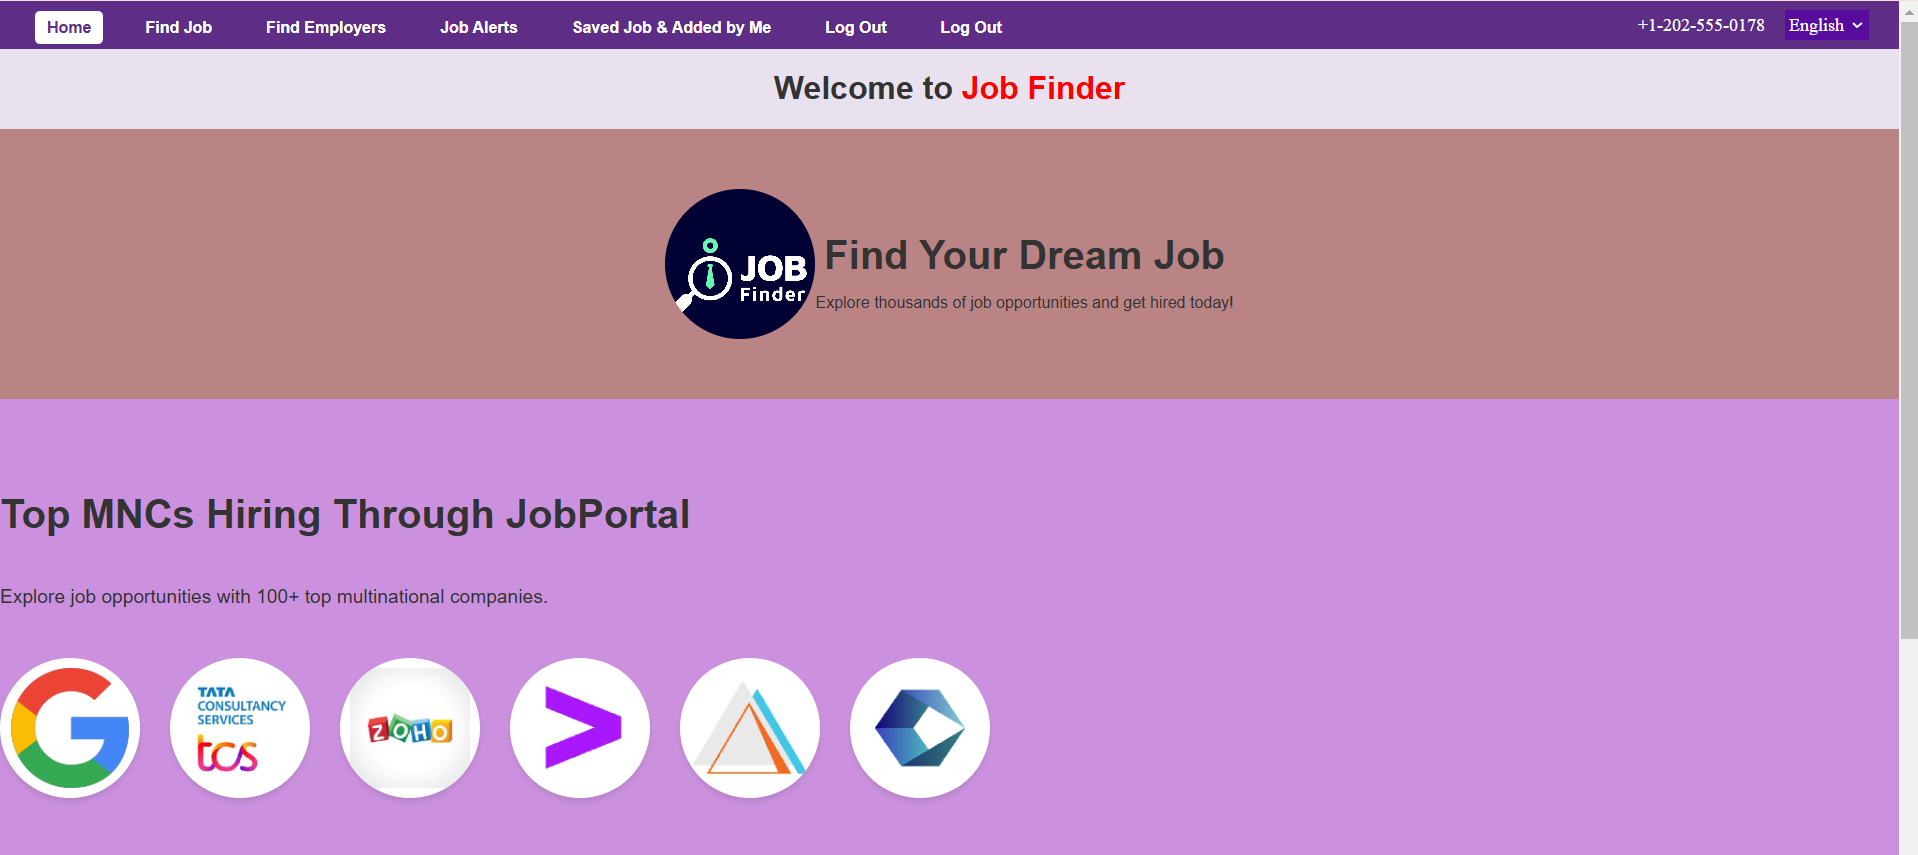 Home Find Job Find Employers Job Alerts Saved Job & Added by Me Log Out Log Out +1-202-555-0178 English
Welcome to Job Finder
JOB
Finder
Find Your Dream Job
Explore thousands of job opportunities and get hired today!
Top MNCs Hiring Through JobPortal
Explore job opportunities with 100+ top multinational companies.
TATA
CONSULTANCY
SERVICES
tcs
ZOHO